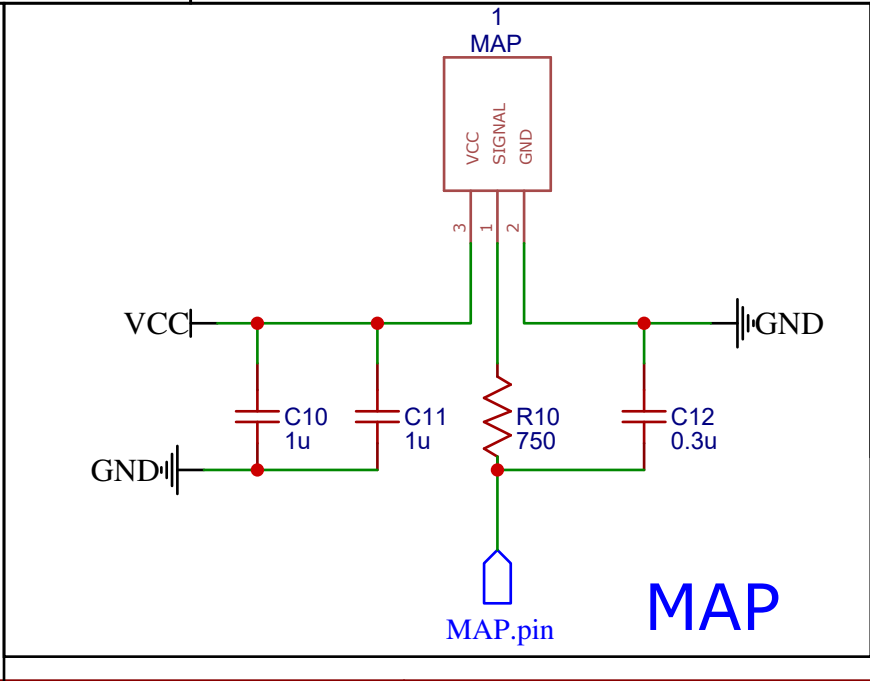 1
MAP
VCC
SIGNAL
GND
3
1
2
VCC
GND
C10
1u
C11
1u
R10
750
C12
0.3u
GND
MAP.pin
MAP